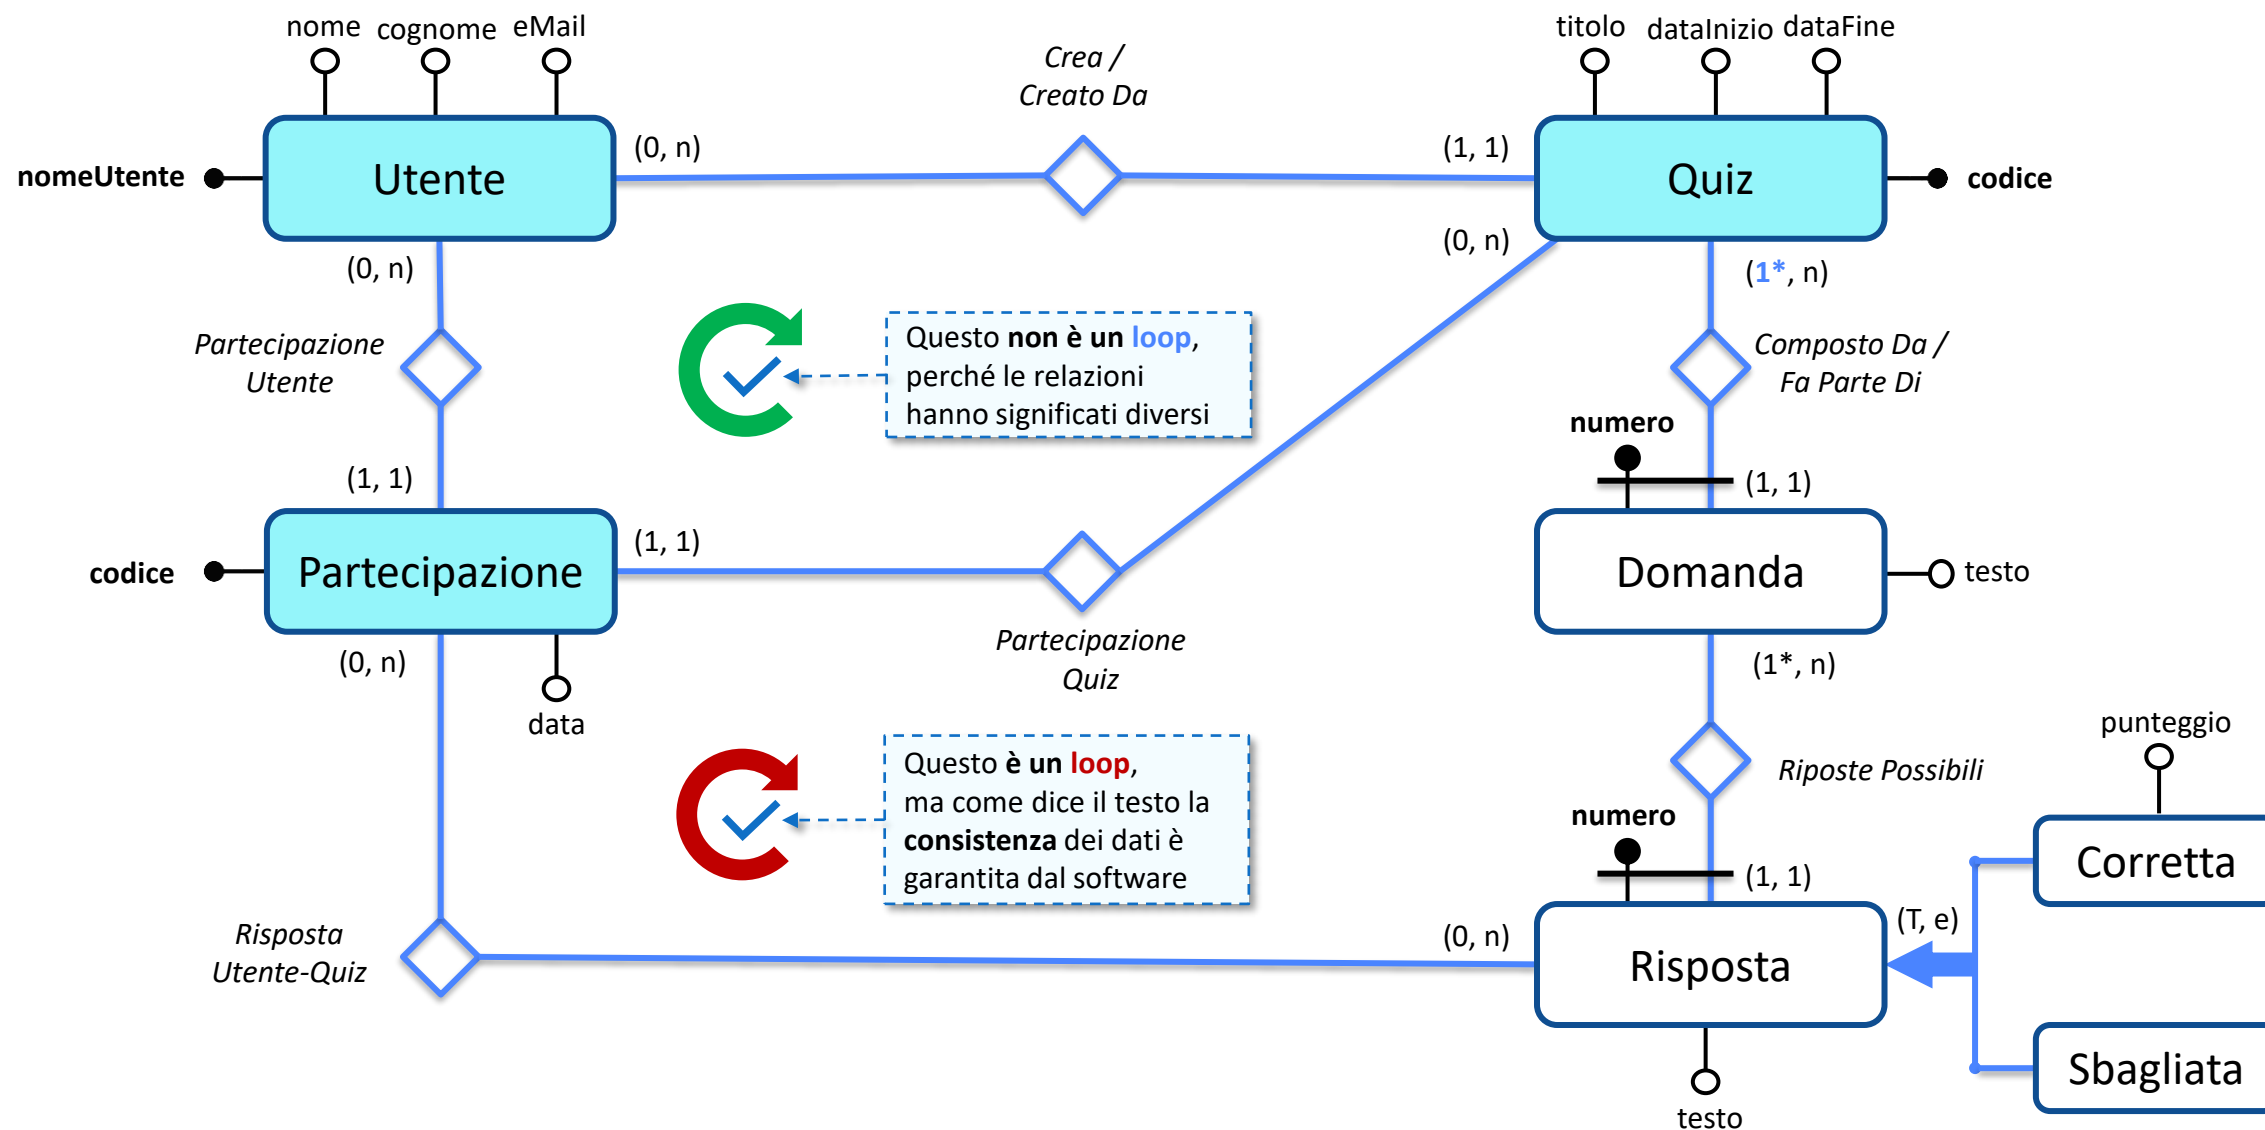 nome cognome eMail
Crea /
Creato Da
titolo dataInizio dataFine
nomeUtente
Utente
(0, n)
(1, 1)
Quiz
codice
(0, n)
(0, n)
(1*, n)
Partecipazione
Utente
Questo non è un loop,
perché le relazioni
hanno significati diversi
Composto Da /
Fa Parte Di
numero
(1, 1)
(1, 1)
codice
Partecipazione
(1, 1)
Domanda
testo
Partecipazione
Quiz
(0, n)
data
(1*, n)
Questo è un loop,
ma come dice il testo la
consistenza dei dati è
garantita dal software
Riposte Possibili
punteggio
numero
(1, 1)
Corretta
(T, e)
Risposta
Utente-Quiz
(0, n)
Risposta
Sbagliata
testo